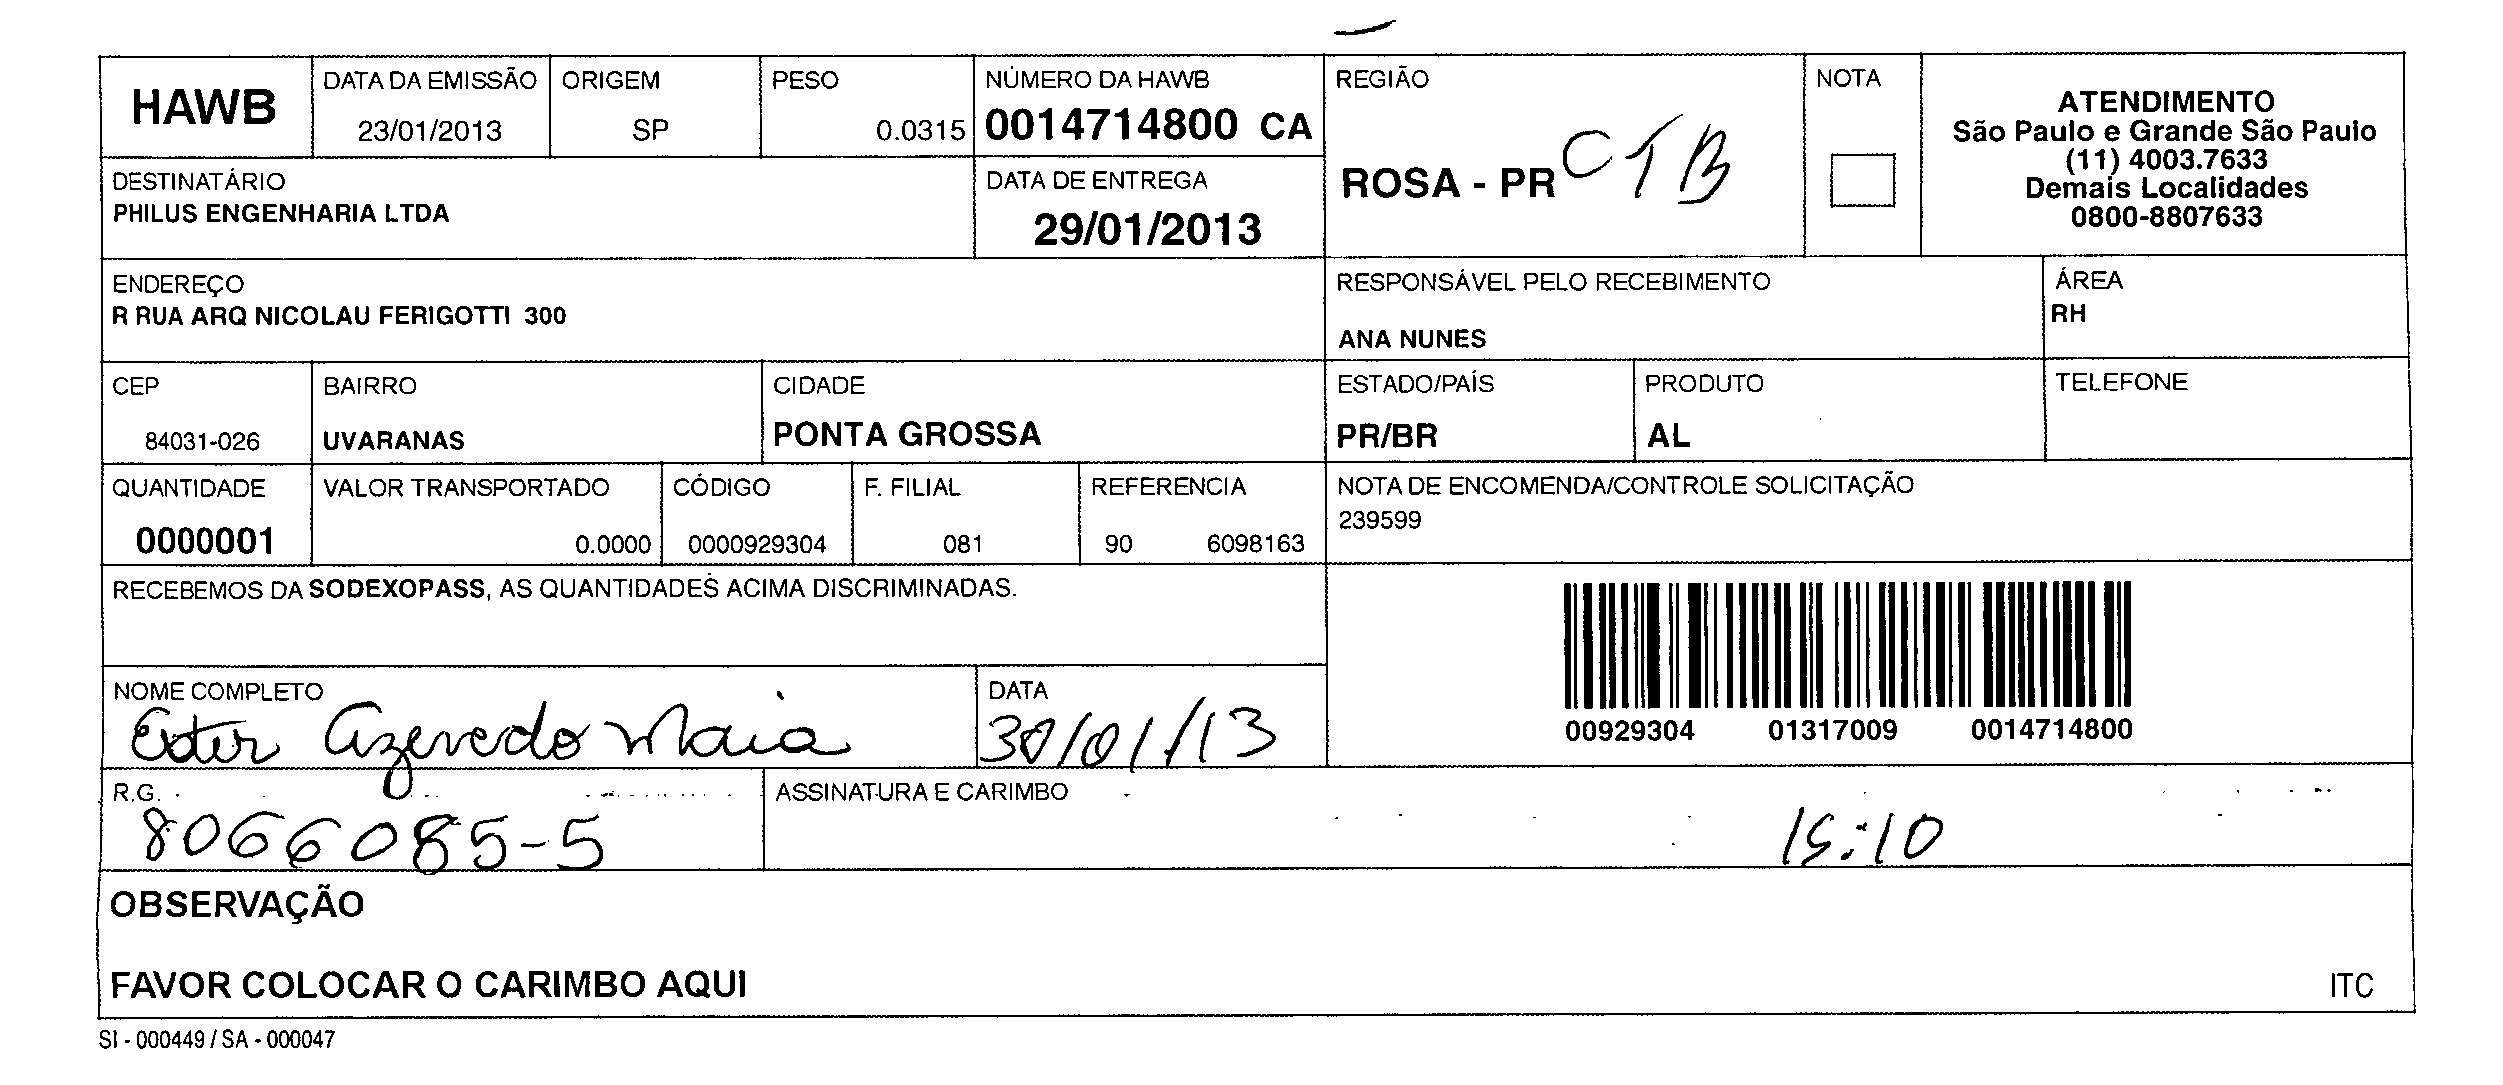 HAWB
DATA DA EMISSÃO
23/01/2013
ORIGEM
SP
PESO
0.0315
NÚMERO DA HAWB
0014714800 CA
REGIÃO
ROSA - PR CTB
NOTA
ATENDIMENTO
São Paulo e Grande São Paulo
(11) 4003.7633
Demais Localidades
0800-8807633
DESTINATÁRIO
PHILUS ENGENHARIA LTDA
DATA DE ENTREGA
29/01/2013
ENDEREÇO
R RUA ARQ NICOLAU FERIGOTTI 300
RESPONSÁVEL PELO RECEBIMENTO
ANA NUNES
ÁREA
RH
CEP
84031-026
BAIRRO
UVARANAS
CIDADE
PONTA GROSSA
ESTADO/PAÍS
PR/BR
PRODUTO
AL
TELEFONE
QUANTIDADE
0000001
VALOR TRANSPORTADO
0.0000
CÓDIGO
0000929304
F. FILIAL
081
REFERENCIA
90 6098163
NOTA DE ENCOMENDA/CONTROLE SOLICITAÇÃO
239599
RECEBEMOS DA SODEXOPASS, AS QUANTIDADES ACIMA DISCRIMINADAS.
00929304 01317009 0014714800
NOME COMPLETO
Ester Azevedo Maia
DATA
30/01/13
R.G.
8066085-5
ASSINATURA E CARIMBO
15:10
OBSERVAÇÃO
FAVOR COLOCAR O CARIMBO AQUI
ITC
SI - 000449 / SA - 000047